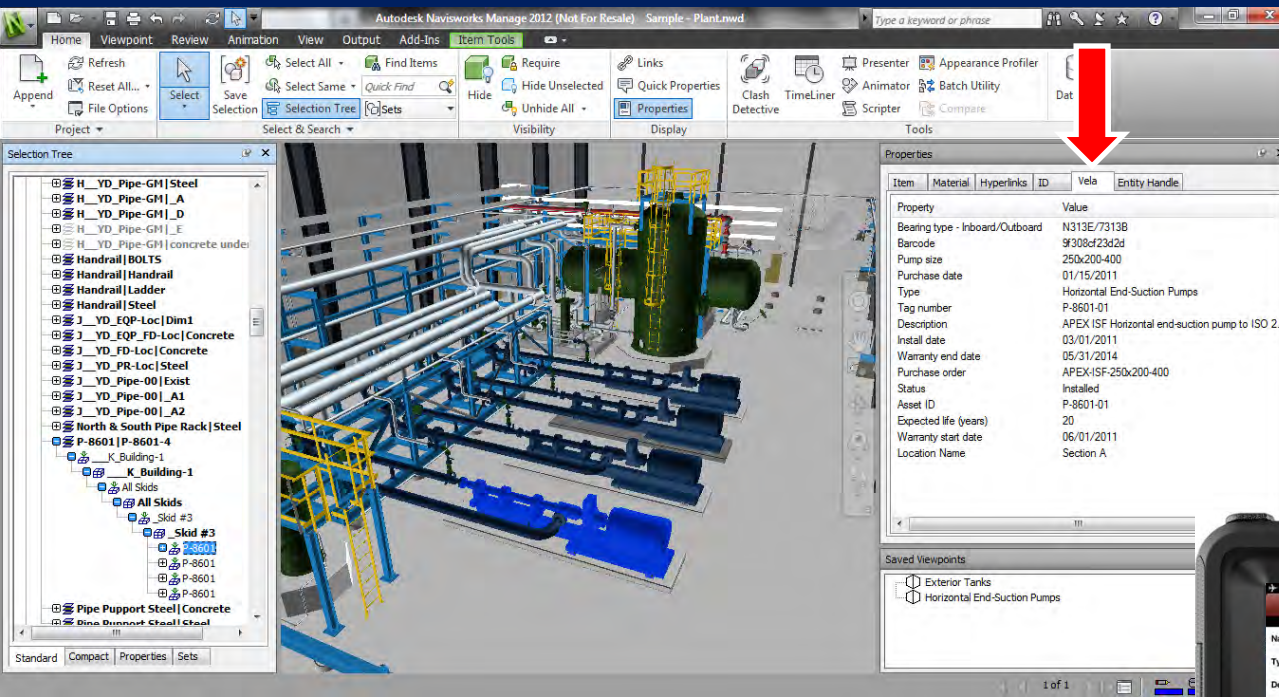 Autodesk Navisworks Manage 2012 (Not For Resale) Sample - Plant.nwd
Type a keyword or phrase
Home Viewpoint Review Animation View Output Add-Ins Item Tools
Append
Refresh
Reset All...
File Options
Project
Select
Save Selection
Select All
Select Same
Selection Tree
Find Items
Quick Find
Sets
Select & Search
Hide
Require
Hide Unselected
Unhide All
Visibility
Links
Quick Properties
Properties
Display
Clash Detective
TimeLiner
Presenter
Animator
Scripter
Appearance Profiler
Batch Utility
Compare
Tools
Dat
Selection Tree
H__YD_Pipe-GM|Steel
H__YD_Pipe-GM|_A
H__YD_Pipe-GM|_D
H__YD_Pipe-GM|_E
H__YD_Pipe-GM|concrete unde
Handrail|BOLTS
Handrail|Handrail
Handrail|Ladder
Handrail|Steel
J__YD_EQP-Loc|Dim1
J__YD_EQP_FD-Loc|Concrete
J__YD_FD-Loc|Concrete
J__YD_PR-Loc|Steel
J__YD_Pipe-00|Exist
J__YD_Pipe-00|_A1
J__YD_Pipe-00|_A2
North & South Pipe Rack|Steel
P-8601|P-8601-4
___K_Building-1
___K_Building-1
All Skids
All Skids
_Skid #3
_Skid #3
P-8601
P-8601
P-8601
P-8601
Pipe Pupport Steel|Concrete
Pipe Pupport Steel|Steel
Standard Compact Properties Sets
Properties
Item Material Hyperlinks ID Vela Entity Handle
Property Value
Bearing type - Inboard/Outboard N313E/7313B
Barcode 9f308cf23d2d
Pump size 250x200-400
Purchase date 01/15/2011
Type Horizontal End-Suction Pumps
Tag number P-8601-01
Description APEX ISF Horizontal end-suction pump to ISO 2.
Install date 03/01/2011
Warranty end date 05/31/2014
Purchase order APEX-ISF-250x200-400
Status Installed
Asset ID P-8601-01
Expected life (years) 20
Warranty start date 06/01/2011
Location Name Section A
Saved Viewpoints
Exterior Tanks
Horizontal End-Suction Pumps
1 of 1